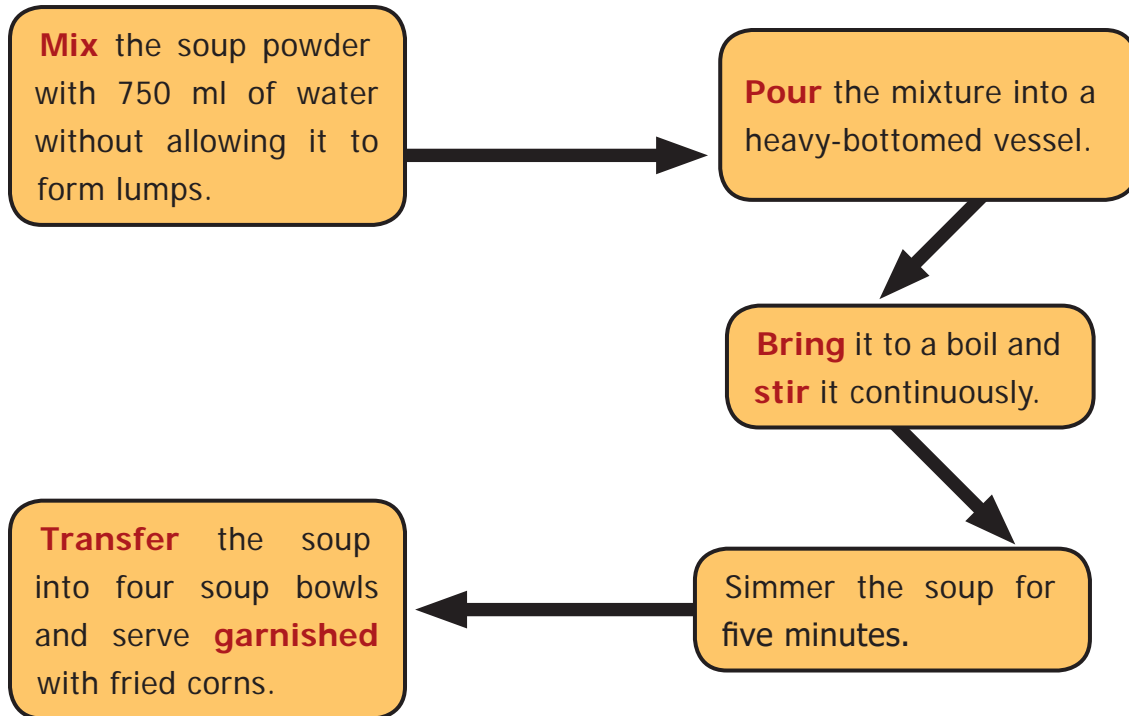 Mix the soup powder
with 750 ml of water
without allowing it to
form lumps.
Pour the mixture into a
heavy-bottomed vessel.
Bring it to a boil and
stir it continuously.
Simmer the soup for
five minutes.
Transfer the soup
into four soup bowls
and serve garnished
with fried corns.